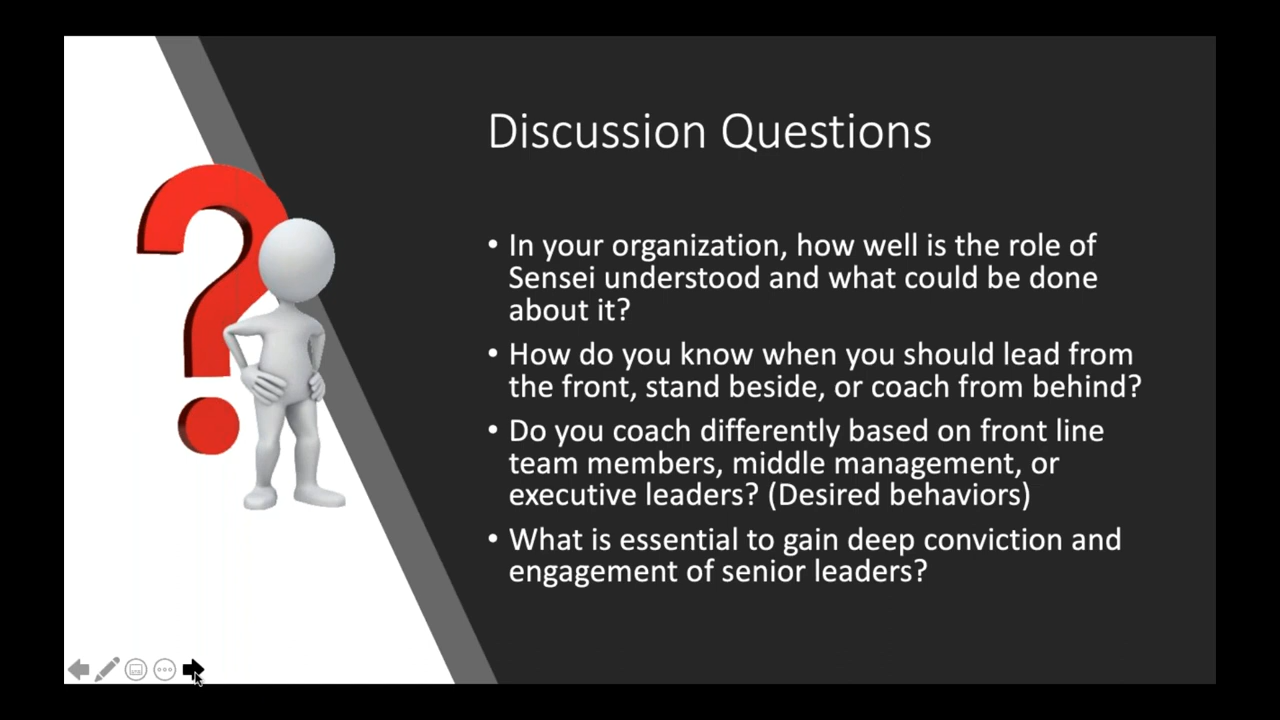 Discussion Questions
• In your organization, how well is the role of
Sensei understood and what could be done
about it?
• How do you know when you should lead from
the front, stand beside, or coach from behind?
• Do you coach differently based on front line
team members, middle management, or
executive leaders? (Desired behaviors)
• What is essential to gain deep conviction and
engagement of senior leaders?